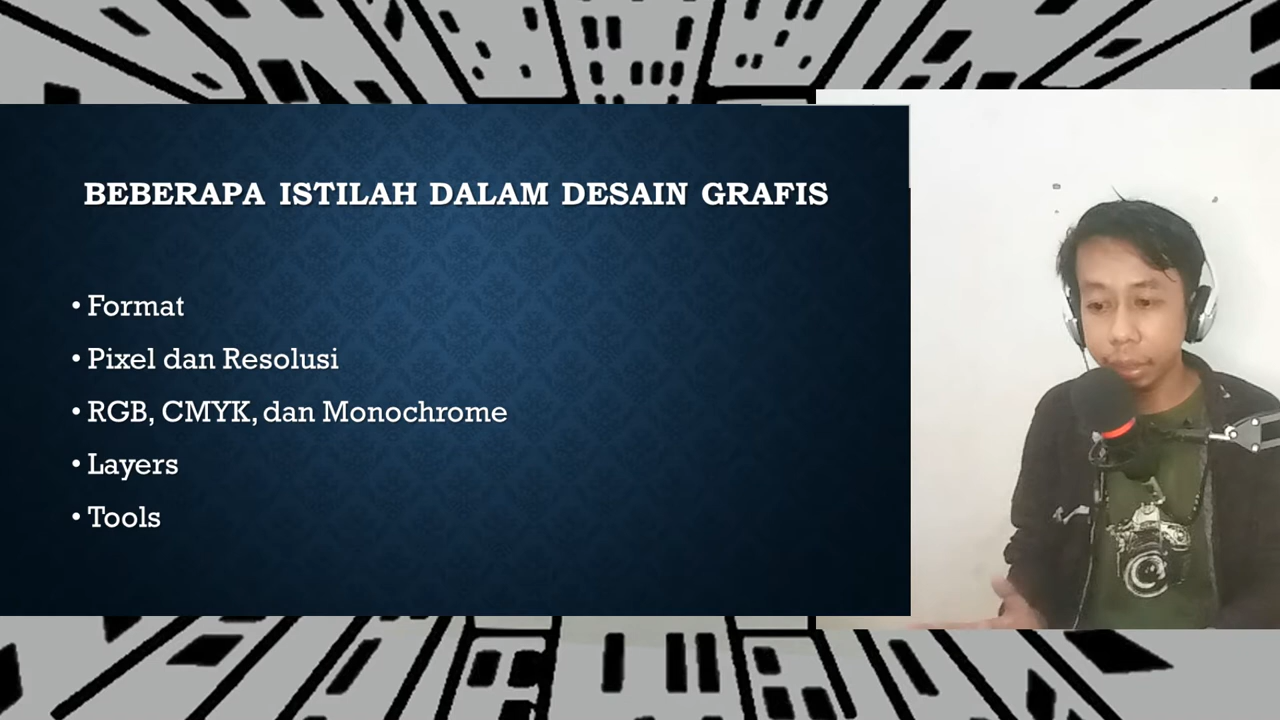 BEBERAPA ISTILAH DALAM DESAIN GRAFIS
• Format
• Pixel dan Resolusi
• RGB, CMYK, dan Monochrome
• Layers
• Tools